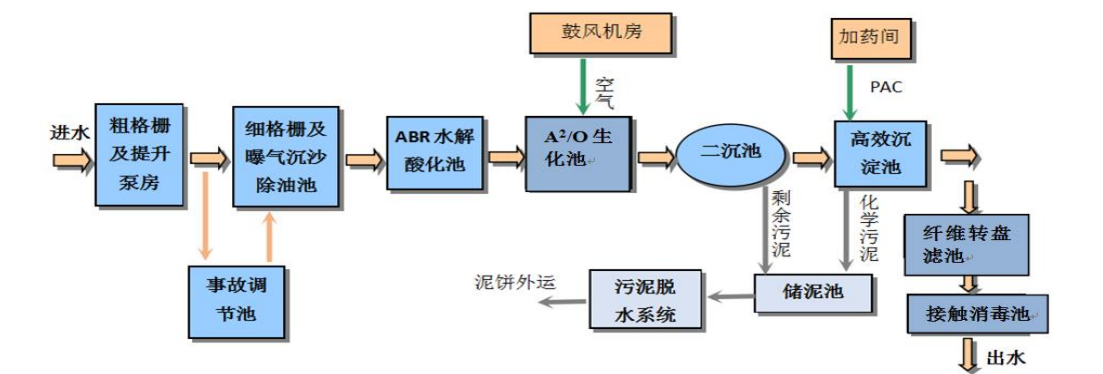 鼓风机房
加药间
空气
PAC
进水
粗格栅
及提升
泵房
细格栅及
曝气沉沙
除油池
ABR 水解
酸化池
A²/O 生
化池
二沉池
高效沉
淀池
剩余污泥
化学污泥
纤维转盘
滤池
事故调
节池
泥饼外运
污泥脱
水系统
储泥池
接触消毒池
出水